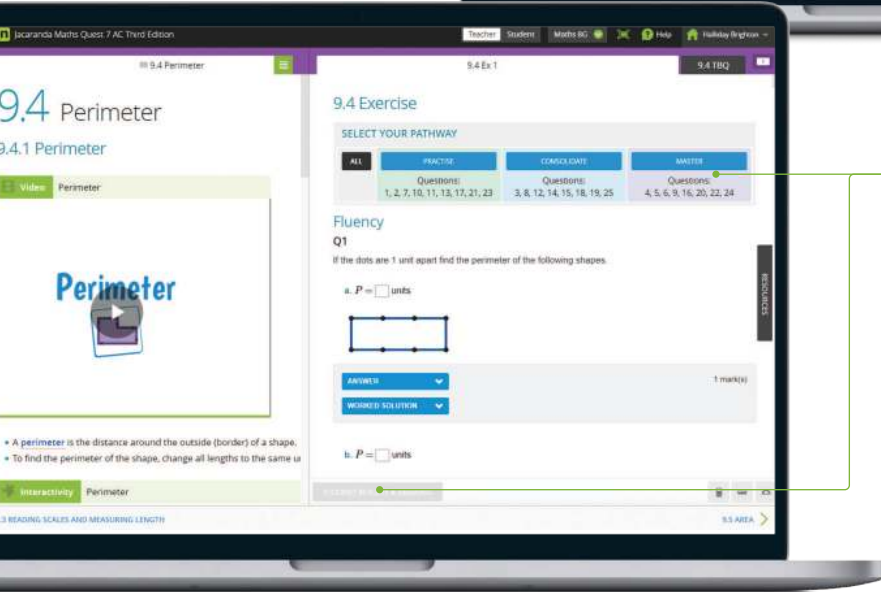 n Jacaranda Maths Quest 7 AC Third Edition
Teacher Student Maths BG Help Halliday Brighton
9.4 Perimeter
9.4 Ex 1
9.4 TBQ
9.4 Perimeter
9.4.1 Perimeter
Video Perimeter
Perimeter
• A perimeter is the distance around the outside (border) of a shape.
• To find the perimeter of the shape, change all lengths to the same u
Interactivity Perimeter
9.4 Exercise
SELECT YOUR PATHWAY
ALL
PRACTISE
Questions:
1, 2, 7, 10, 11, 13, 17, 21, 23
CONSOLIDATE
Questions:
3, 8, 12, 14, 15, 18, 19, 25
MASTER
Questions:
4, 5, 6, 9, 16, 20, 22, 24
Fluency
Q1
If the dots are 1 unit apart find the perimeter of the following shapes.
a. P = units
ANSWER
1 mark(s)
WORKED SOLUTION
b. P = units
RESOURCES
.3 READING SCALES AND MEASURING LENGTH
9.5 AREA